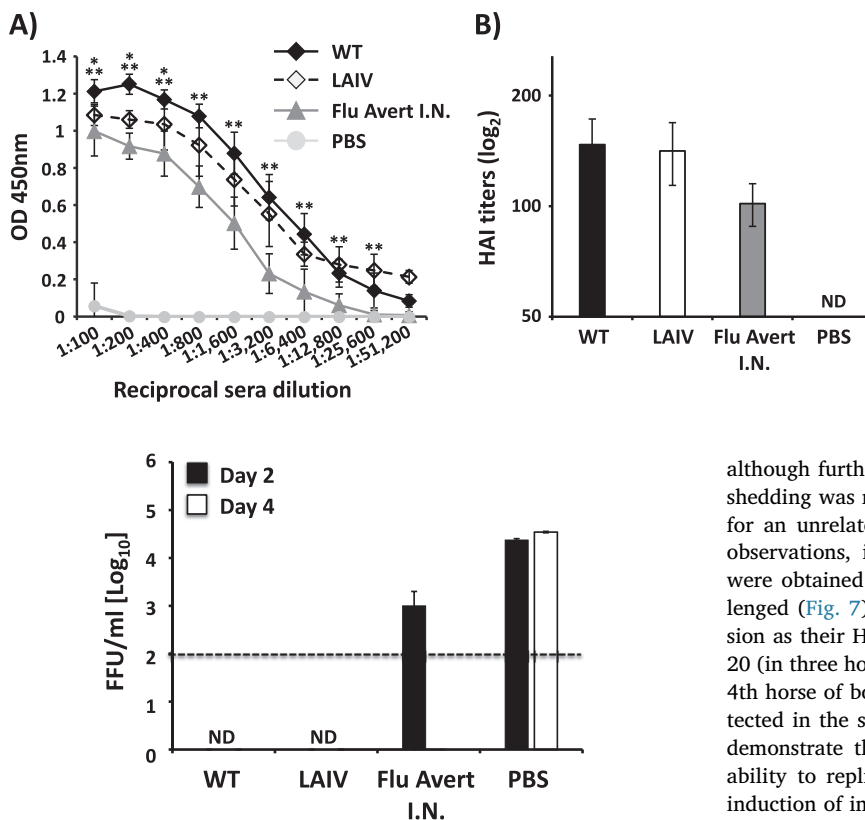 A)
* * *
** ** ** ** ** ** ** ** **
WT
LAIV
Flu Avert I.N.
PBS
OD 450nm
1.4
1.2
1
0.8
0.6
0.4
0.2
0
1:100 1:200 1:400 1:800 1:1,600 1:3,200 1:6,400 1:12,800 1:25,600 1:51,200
Reciprocal sera dilution
B)
HAI titers (log2)
200
100
50
ND
WT LAIV Flu Avert PBS
I.N.
Day 2
Day 4
FFU/ml [Log10]
6
5
4
3
2
1
0
ND ND
WT LAIV Flu Avert PBS
I.N.
although furth
shedding was r
for an unrelat
observations, i
were obtained
lenged (Fig. 7)
sion as their H
20 (in three ho
4th horse of b
tected in the s
demonstrate th
ability to repl
induction of in